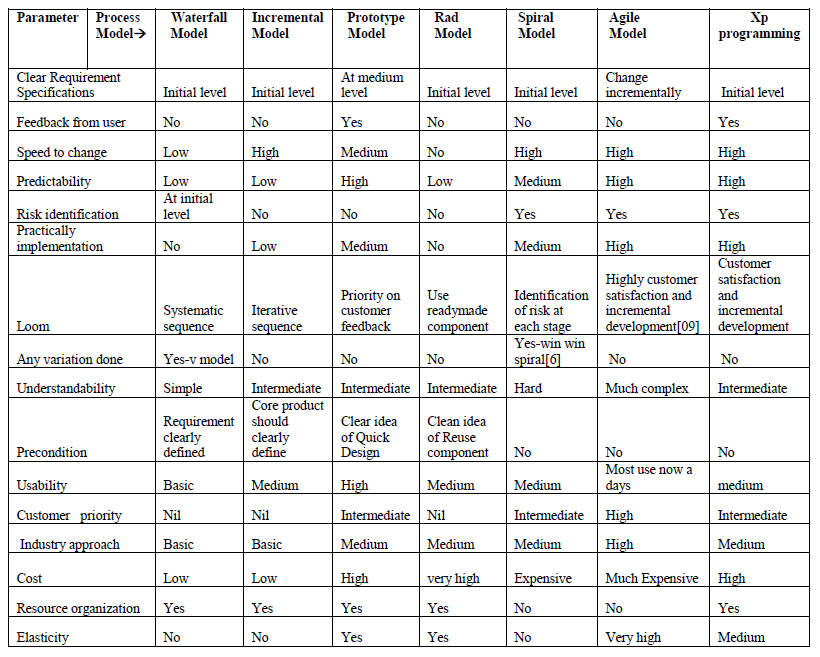 Parameter Process Model→ Waterfall Model Incremental Model Prototype Model Rad Model Spiral Model Agile Model Xp programming
Clear Requirement Specifications Initial level Initial level At medium level Initial level Initial level Change incrementally Initial level
Feedback from user No No Yes No No No Yes
Speed to change Low High Medium No High High High
Predictability Low Low High Low Medium High High
Risk identification At initial level No No No Yes Yes Yes
Practically implementation No Low Medium No Medium High High
Loom Systematic sequence Iterative sequence Priority on customer feedback Use readymade component Identification of risk at each stage Highly customer satisfaction and incremental development[09] Customer satisfaction and incremental development
Any variation done Yes-v model No No No Yes-win win spiral[6] No No
Understandability Simple Intermediate Intermediate Intermediate Hard Much complex Intermediate
Precondition Requirement clearly defined Core product should clearly define Clear idea of Quick Design Clean idea of Reuse component No No No
Usability Basic Medium High Medium Medium Most use now a days medium
Customer priority Nil Nil Intermediate Nil Intermediate High Intermediate
Industry approach Basic Basic Medium Medium Medium High Medium
Cost Low Low High very high Expensive Much Expensive High
Resource organization Yes Yes Yes Yes No No Yes
Elasticity No No Yes Yes No Very high Medium